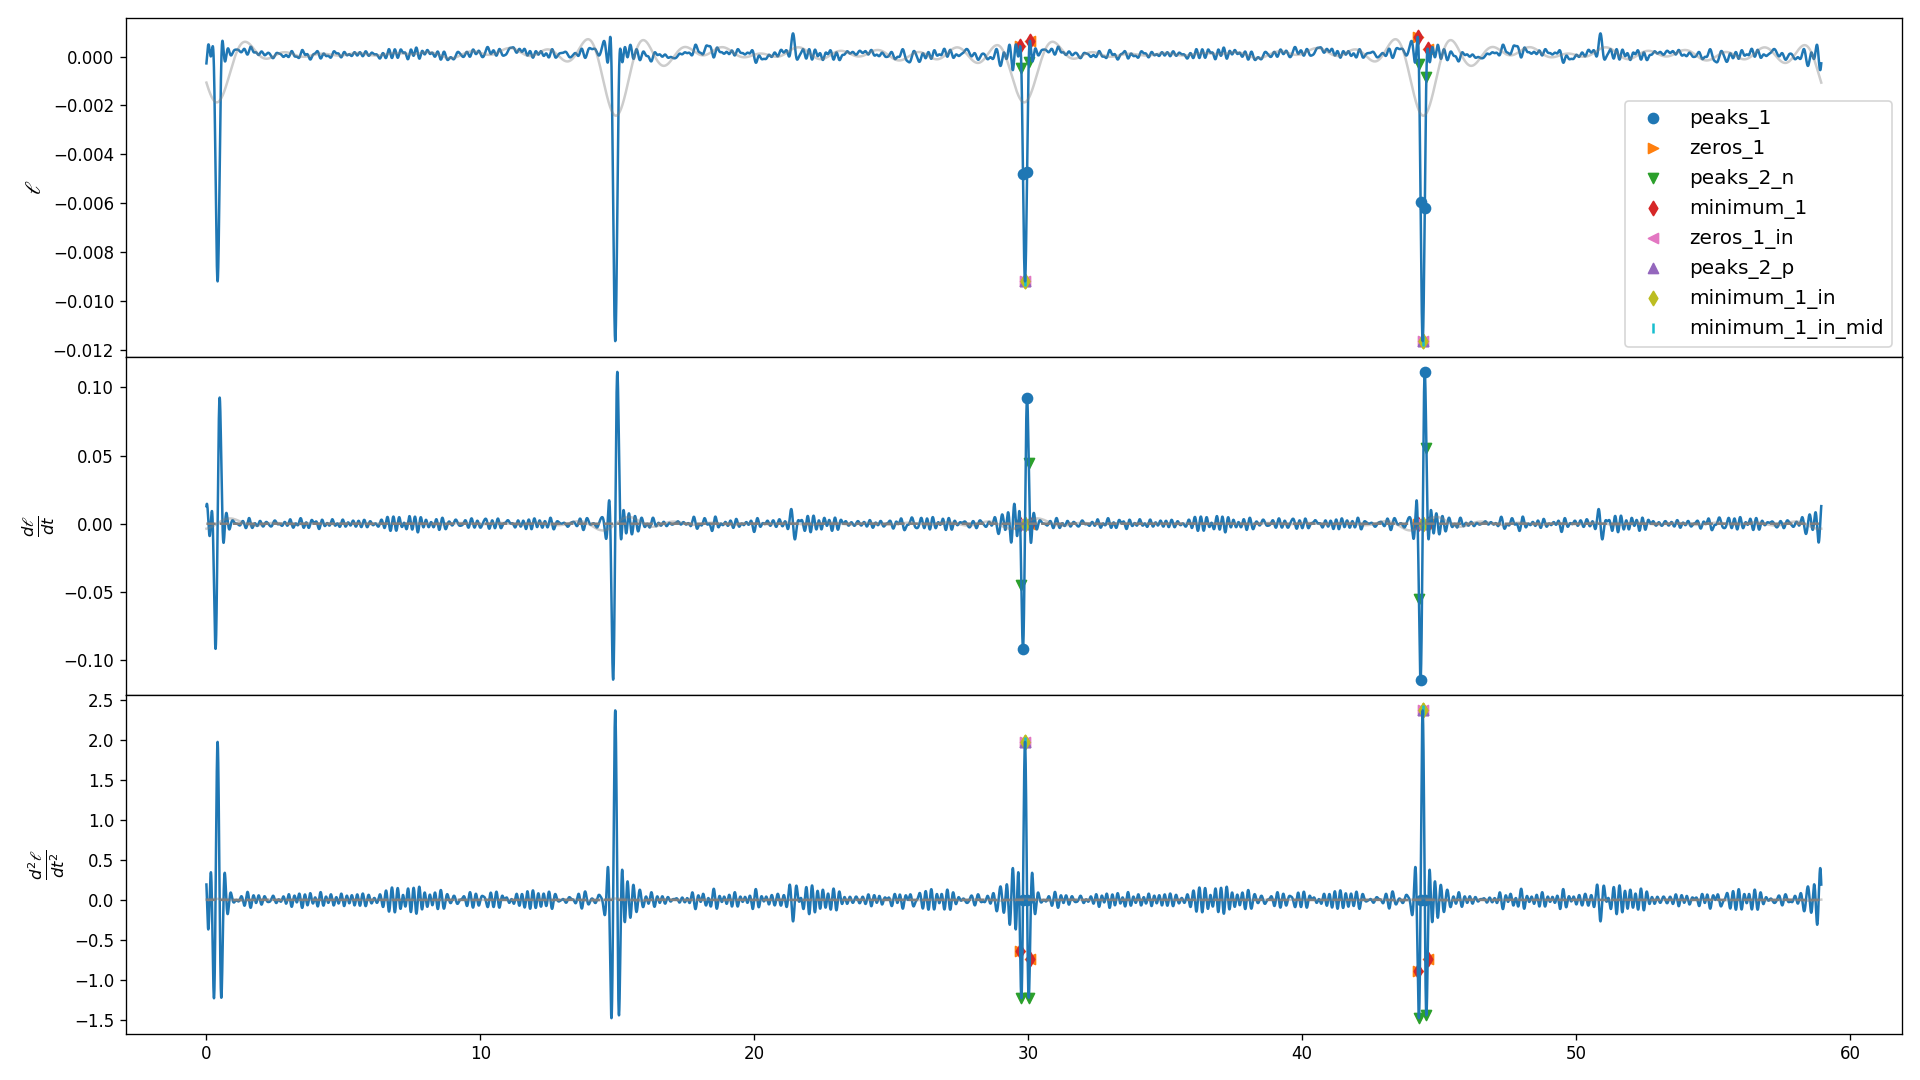 0.000
−0.002
−0.004
−0.006
−0.008
−0.010
−0.012
ℓ
peaks_1
zeros_1
peaks_2_n
minimum_1
zeros_1_in
peaks_2_p
minimum_1_in
minimum_1_in_mid
0.10
0.05
0.00
−0.05
−0.10
dℓ/dt
2.5
2.0
1.5
1.0
0.5
0.0
−0.5
−1.0
−1.5
d²ℓ/dt²
0 10 20 30 40 50 60